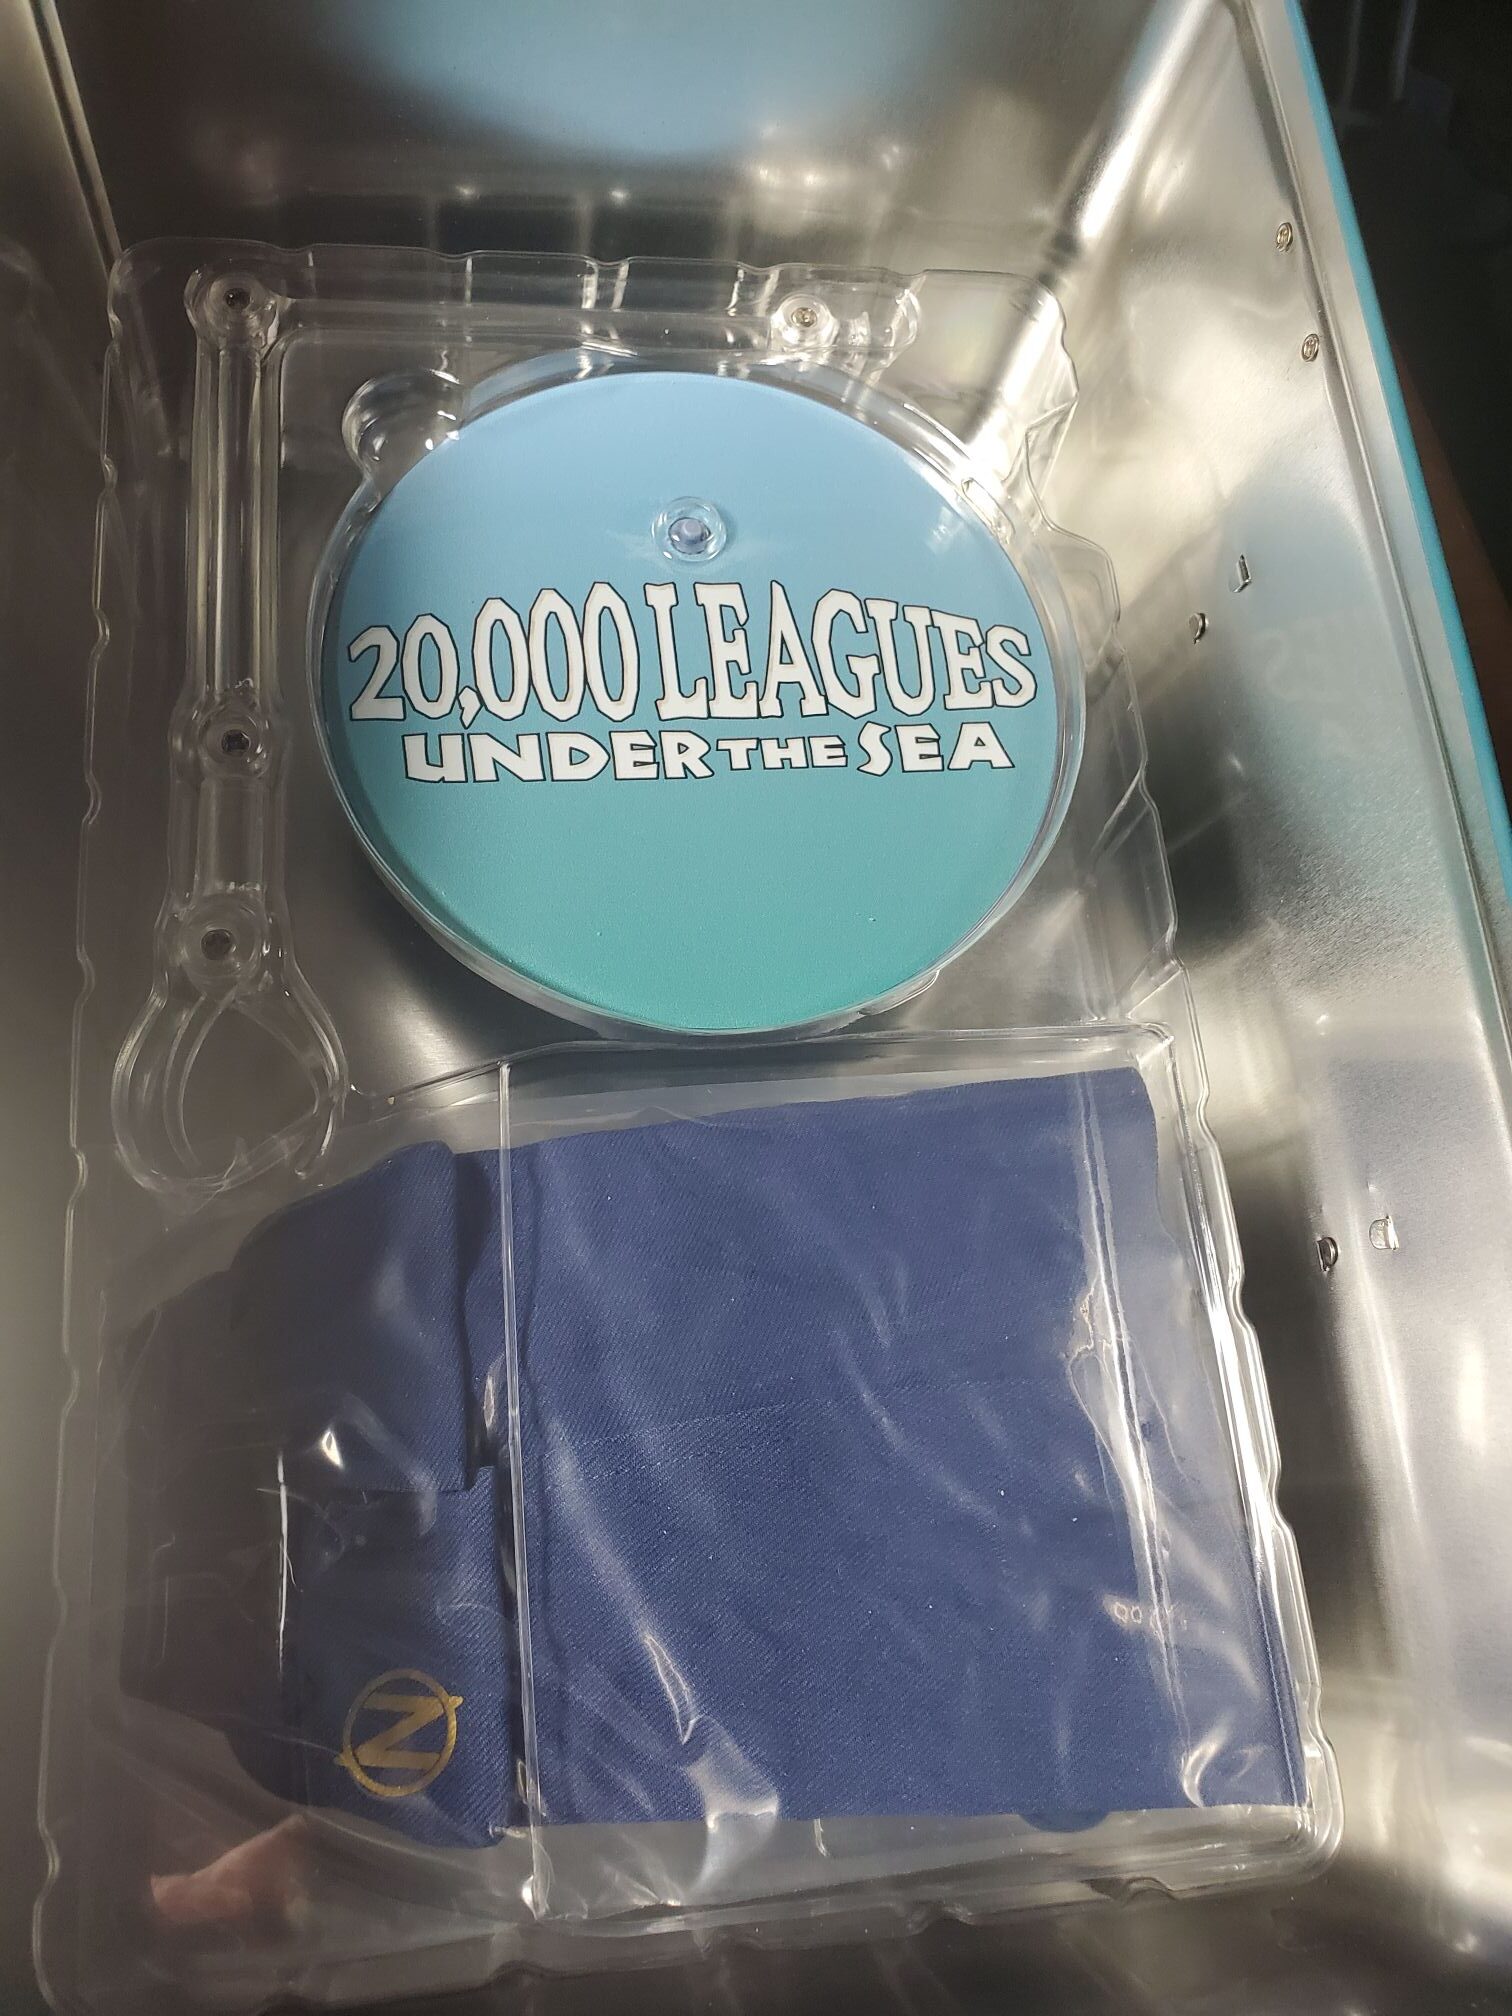 20,000 LEAGUES
UNDER THE SEA
N